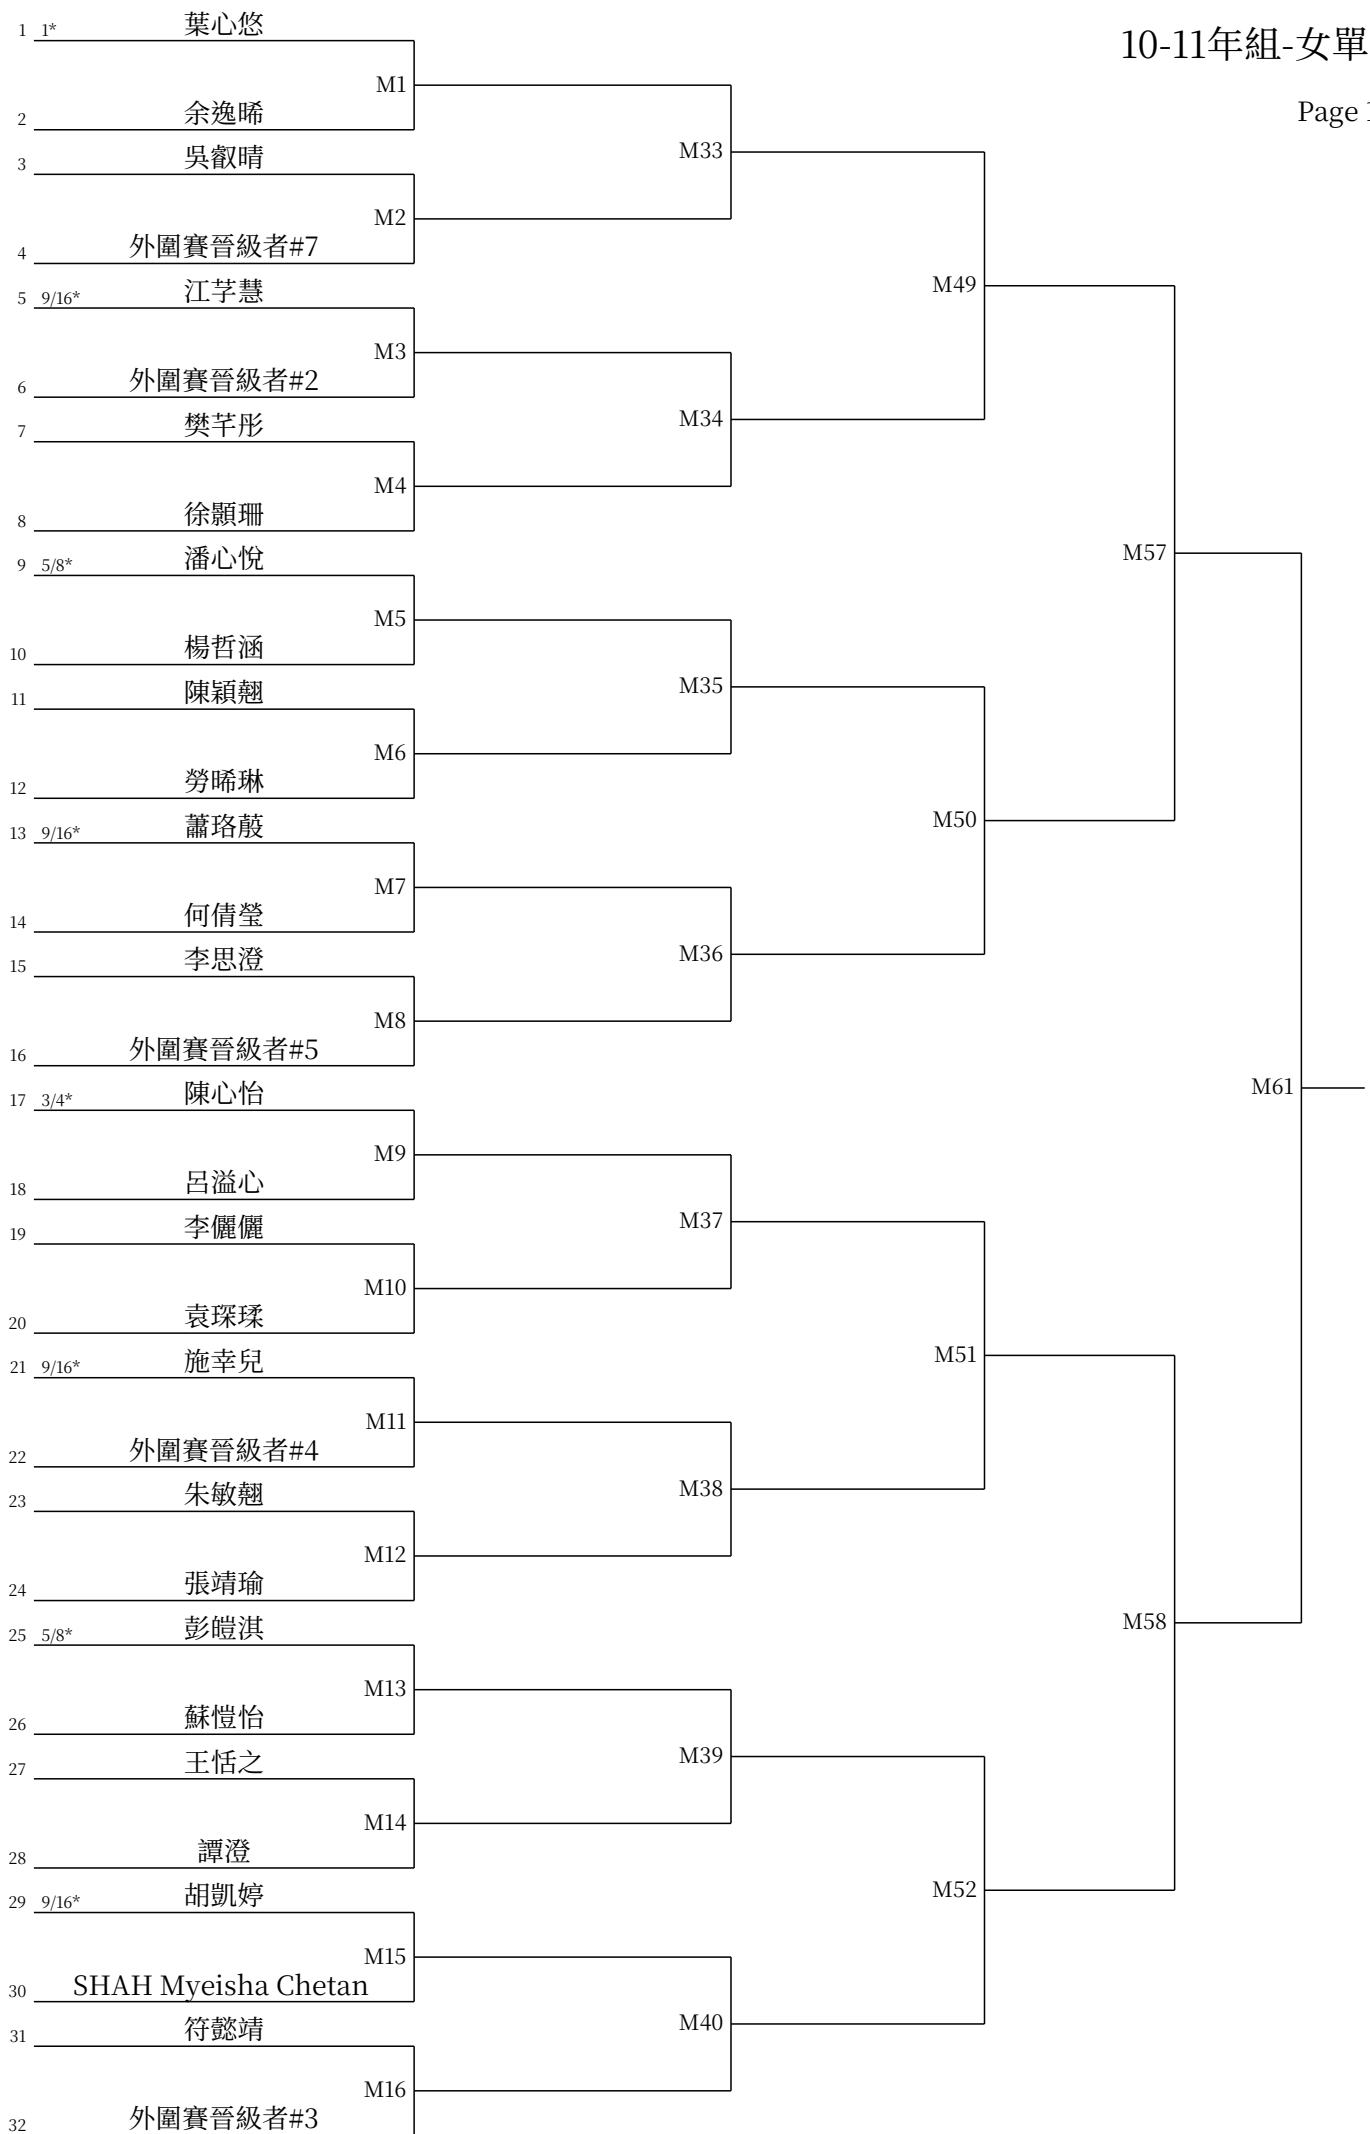 10-11年組-女單
Page 1
1 1* 葉心悠
M1
2 余逸晞
3 吳叡晴
M2
4 外圍賽晉級者#7
5 9/16* 江芓慧
M3
6 外圍賽晉級者#2
7 樊芊彤
M4
8 徐顥珊
9 5/8* 潘心悅
M5
10 楊哲涵
11 陳穎翹
M6
12 勞晞琳
13 9/16* 蕭珞蒑
M7
14 何倩瑩
15 李思澄
M8
16 外圍賽晉級者#5
17 3/4* 陳心怡
M9
18 呂溢心
19 李儷儷
M10
20 袁琛瑈
21 9/16* 施幸兒
M11
22 外圍賽晉級者#4
23 朱敏翹
M12
24 張靖瑜
25 5/8* 彭皚淇
M13
26 蘇愷怡
27 王恬之
M14
28 譚澄
29 9/16* 胡凱婷
M15
30 SHAH Myeisha Chetan
31 符懿靖
M16
32 外圍賽晉級者#3
M33
M34
M35
M36
M37
M38
M39
M40
M49
M50
M51
M52
M57
M58
M61